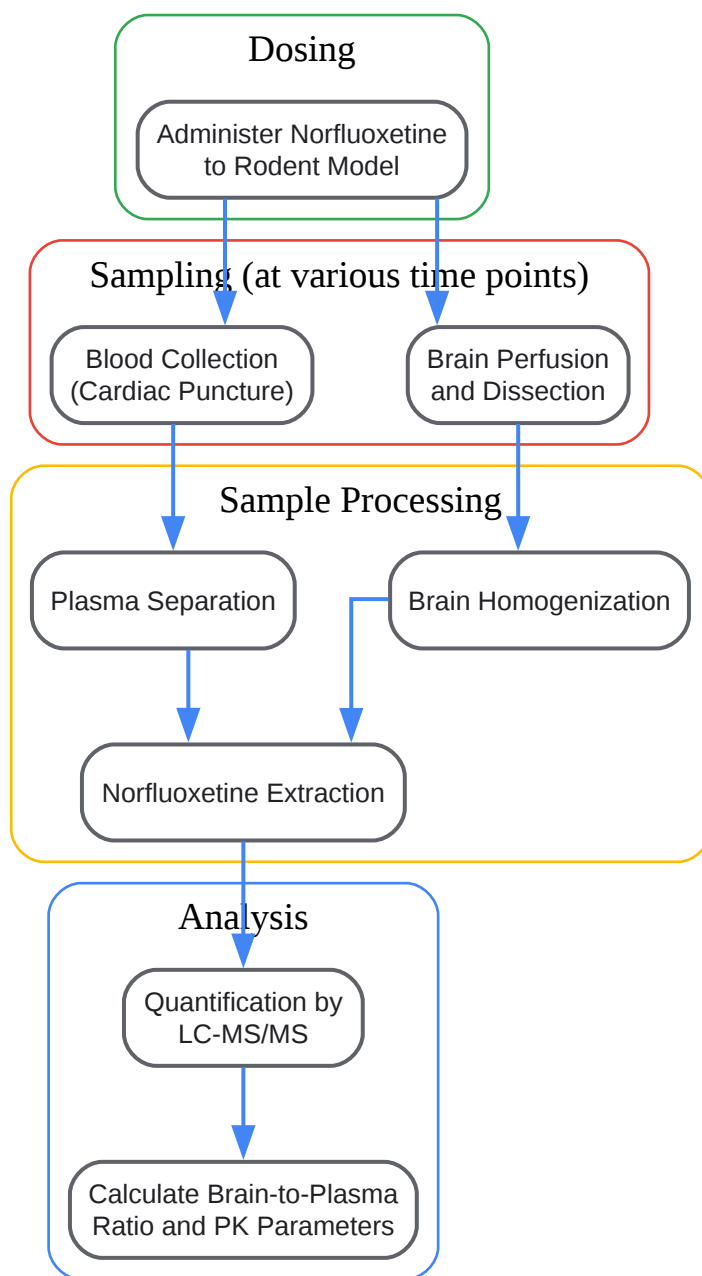 Dosing
Administer Norfluoxetine
to Rodent Model
Sampling (at various time points)
Blood Collection
(Cardiac Puncture)
Brain Perfusion
and Dissection
Sample Processing
Plasma Separation
Brain Homogenization
Norfluoxetine Extraction
Analysis
Quantification by
LC-MS/MS
Calculate Brain-to-Plasma
Ratio and PK Parameters